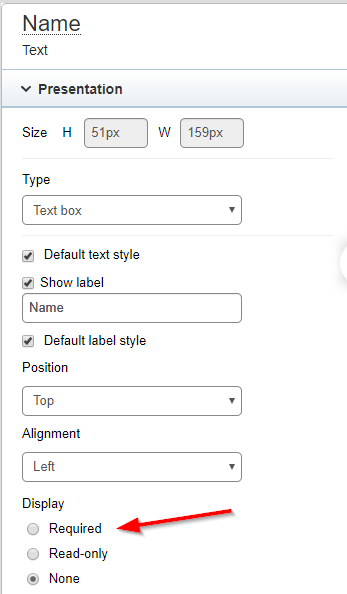 Name
Text
Presentation
Size H 51px W 159px
Type
Text box
Default text style
Show label
Name
Default label style
Position
Top
Alignment
Left
Display
Required
Read-only
None